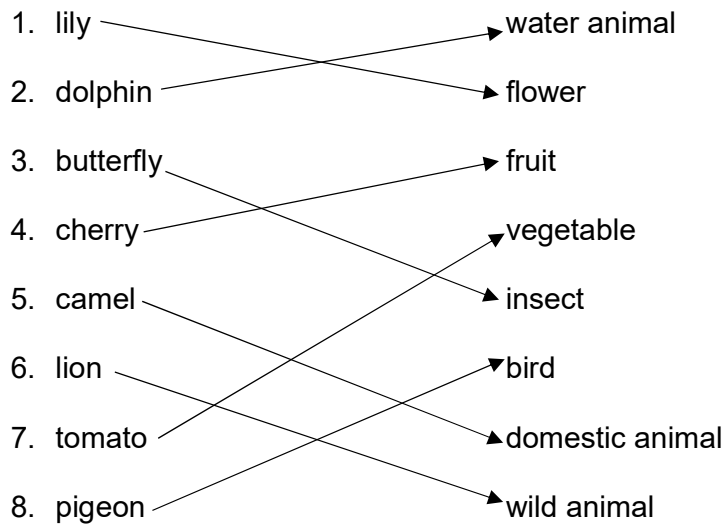 1. lily water animal
2. dolphin flower
3. butterfly fruit
4. cherry vegetable
5. camel insect
6. lion bird
7. tomato domestic animal
8. pigeon wild animal